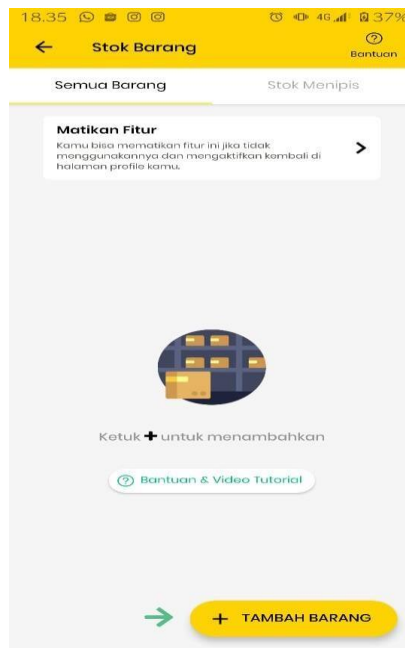 18.35 4G 37%
Stok Barang
Bantuan
Semua Barang Stok Menipis
Matikan Fitur
Kamu bisa mematikan fitur ini jika tidak
menggunakannya dan mengaktifkan kembali di
halaman profile kamu.
Ketuk + untuk menambahkan
Bantuan & Video Tutorial
+ TAMBAH BARANG